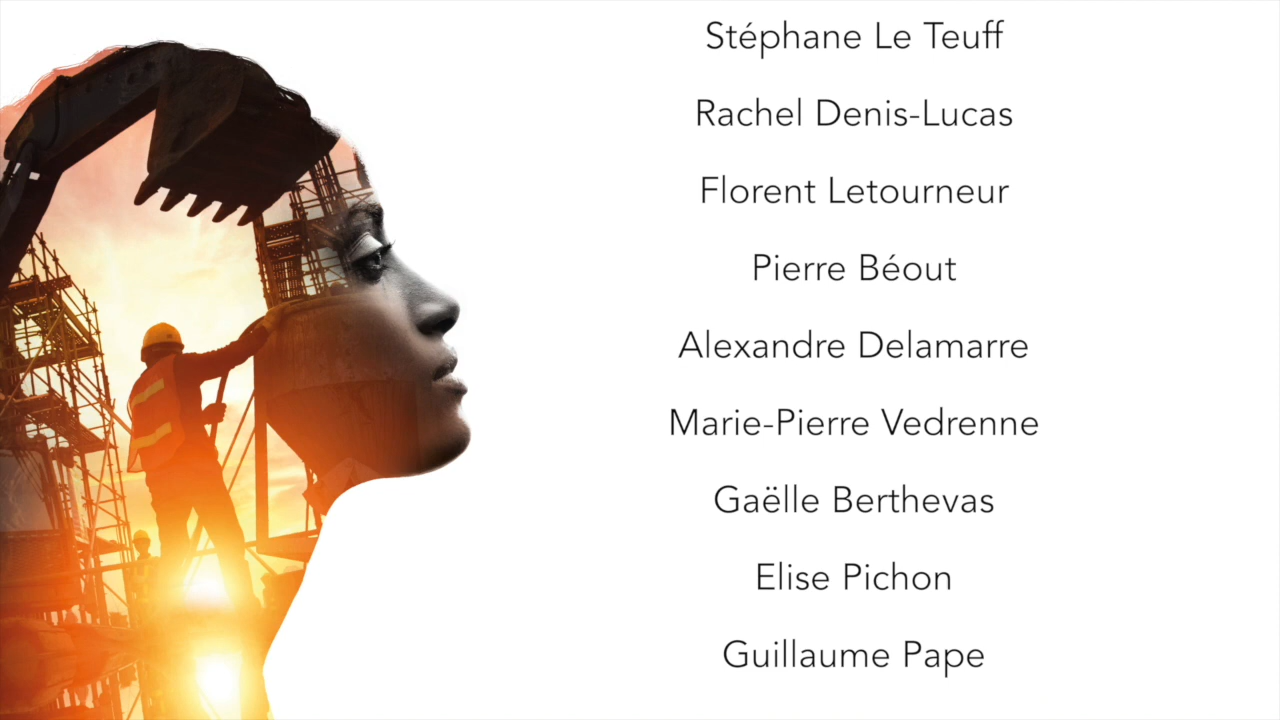 Stéphane Le Teuff
Rachel Denis-Lucas
Florent Letourneur
Pierre Béout
Alexandre Delamarre
Marie-Pierre Vedrenne
Gaëlle Berthevas
Elise Pichon
Guillaume Pape